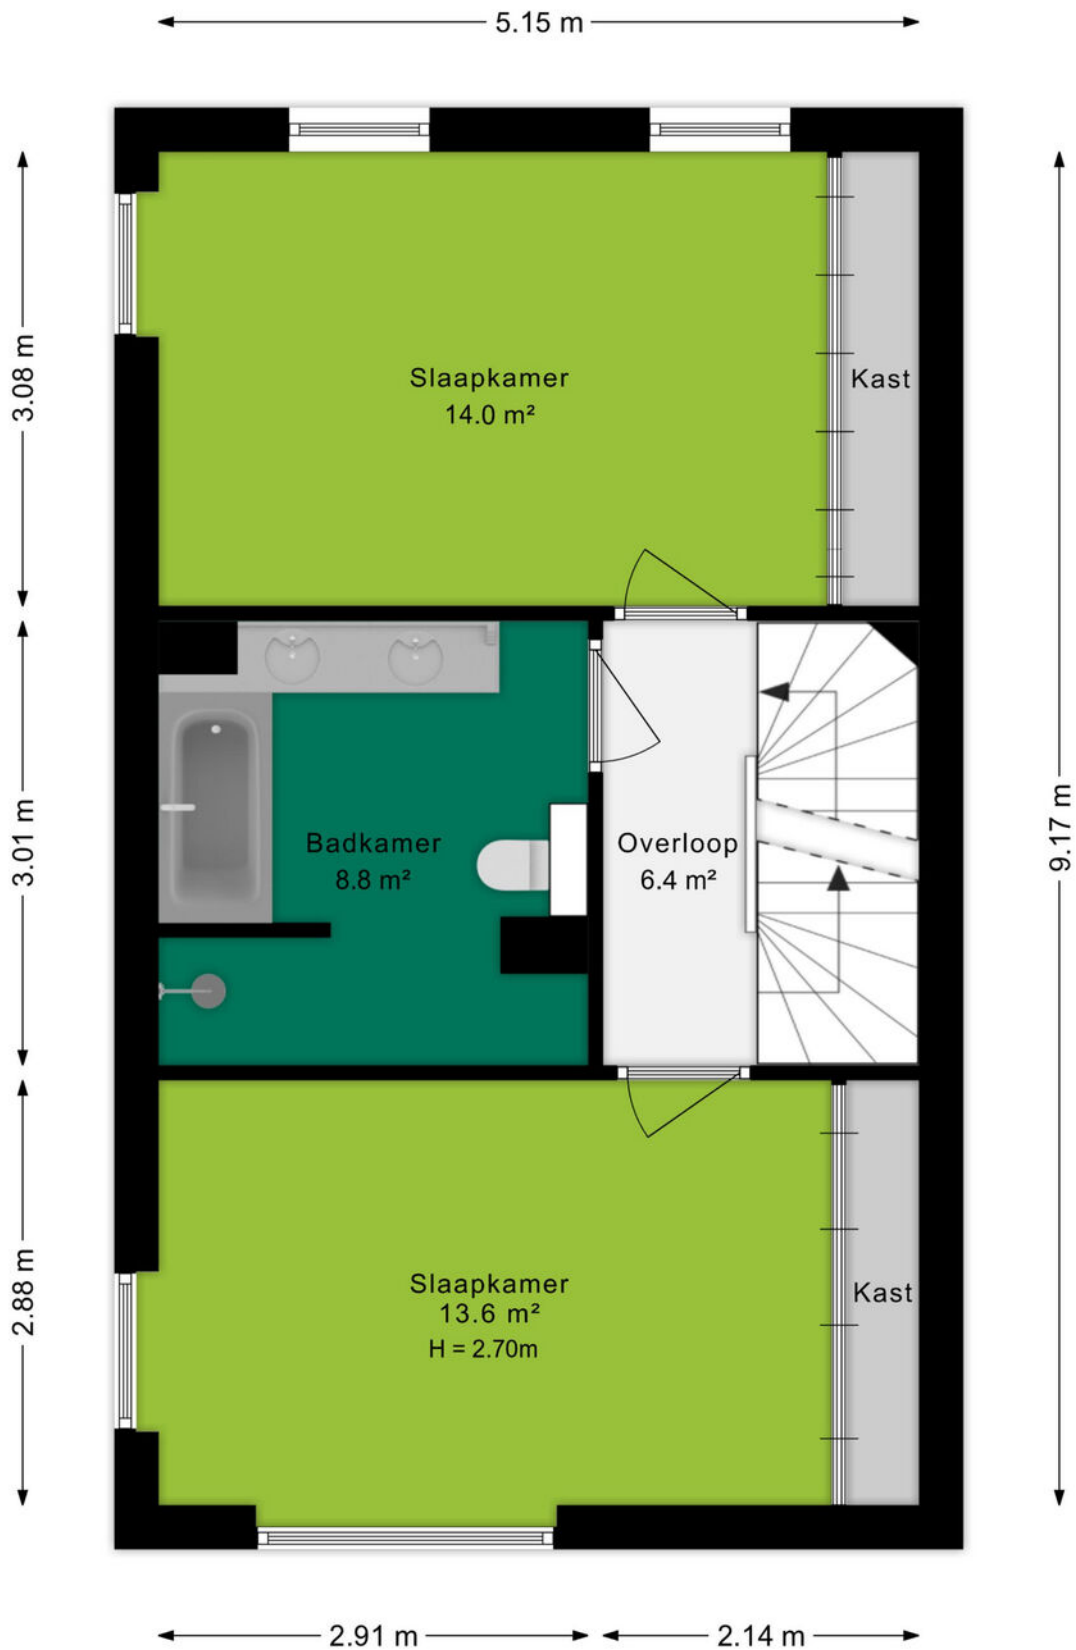 5.15 m
3.08 m
Slaapkamer
14.0 m²
Kast
3.01 m
Badkamer
8.8 m²
Overloop
6.4 m²
9.17 m
2.88 m
Slaapkamer
13.6 m²
H = 2.70m
Kast
2.91 m
2.14 m